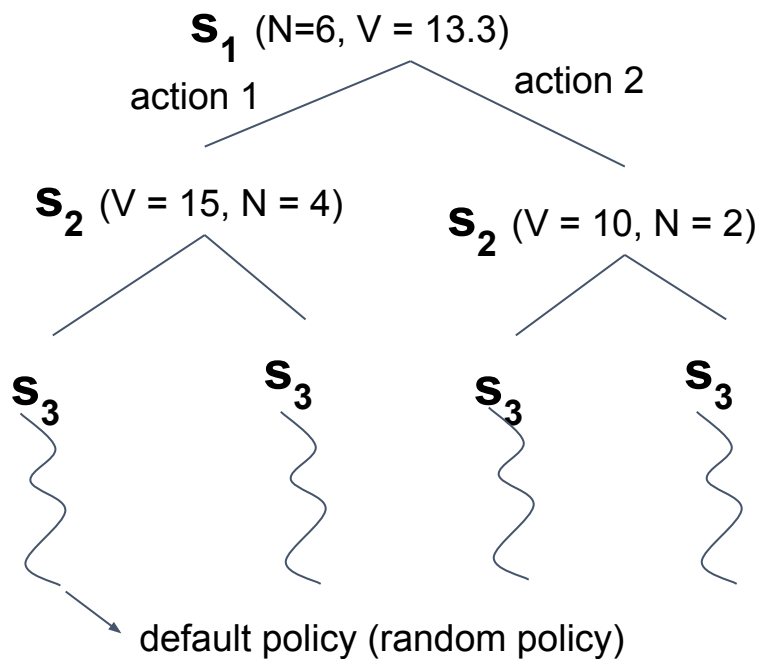 s₁ (N=6, V = 13.3)
action 1
action 2
s₂ (V = 15, N = 4)
s₂ (V = 10, N = 2)
s₃
s₃
s₃
s₃
default policy (random policy)